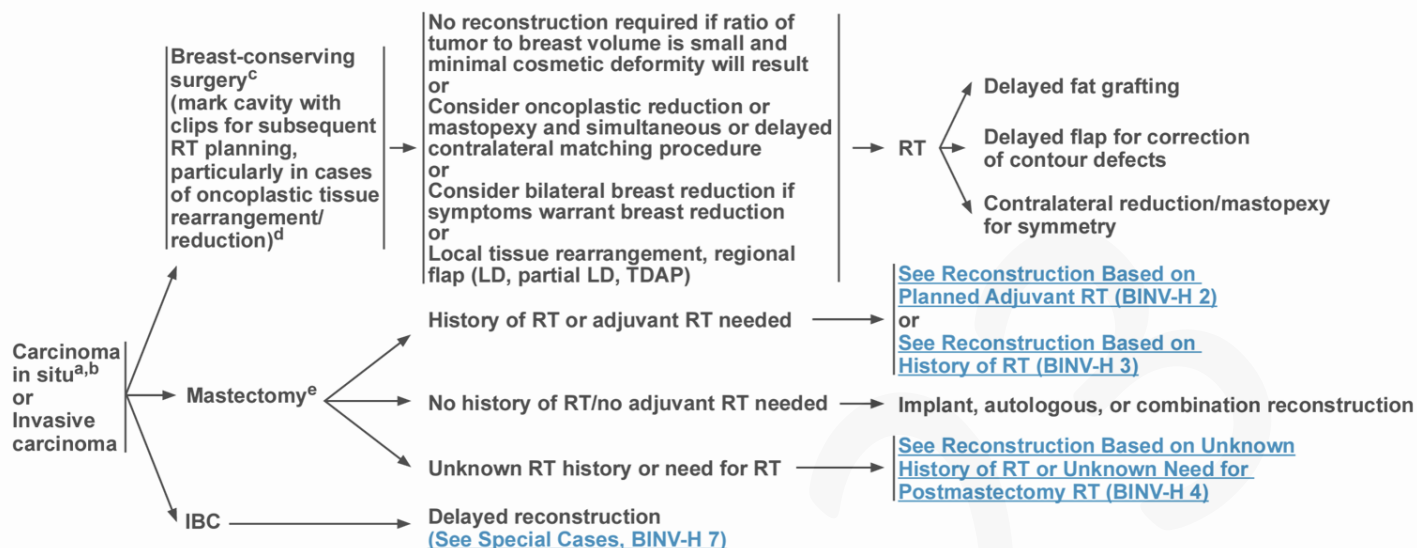 Carcinoma
in situa,b
or
Invasive
carcinoma
Breast-conserving
surgeryc
(mark cavity with
clips for subsequent
RT planning,
particularly in cases
of oncoplastic tissue
rearrangement/
reduction)d
No reconstruction required if ratio of
tumor to breast volume is small and
minimal cosmetic deformity will result
or
Consider oncoplastic reduction or
mastopexy and simultaneous or delayed
contralateral matching procedure
or
Consider bilateral breast reduction if
symptoms warrant breast reduction
or
Local tissue rearrangement, regional
flap (LD, partial LD, TDAP)
RT
Delayed fat grafting
Delayed flap for correction
of contour defects
Contralateral reduction/mastopexy
for symmetry
Mastectomye
History of RT or adjuvant RT needed
See Reconstruction Based on
Planned Adjuvant RT (BINV-H 2)
or
See Reconstruction Based on
History of RT (BINV-H 3)
No history of RT/no adjuvant RT needed
Implant, autologous, or combination reconstruction
Unknown RT history or need for RT
See Reconstruction Based on Unknown
History of RT or Unknown Need for
Postmastectomy RT (BINV-H 4)
IBC
Delayed reconstruction
(See Special Cases, BINV-H 7)